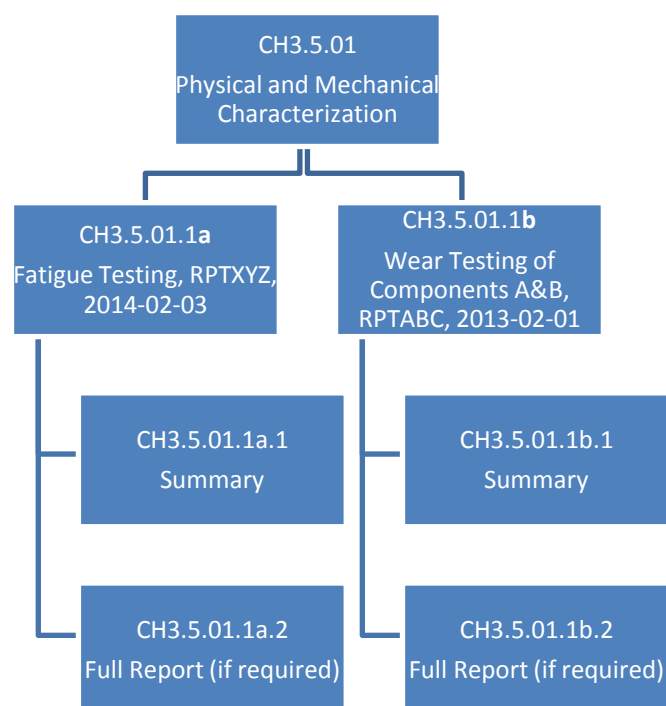 CH3.5.01
Physical and Mechanical
Characterization
CH3.5.01.1a
Fatigue Testing, RPTXYZ,
2014-02-03
CH3.5.01.1b
Wear Testing of
Components A&B,
RPTABC, 2013-02-01
CH3.5.01.1a.1
Summary
CH3.5.01.1b.1
Summary
CH3.5.01.1a.2
Full Report (if required)
CH3.5.01.1b.2
Full Report (if required)